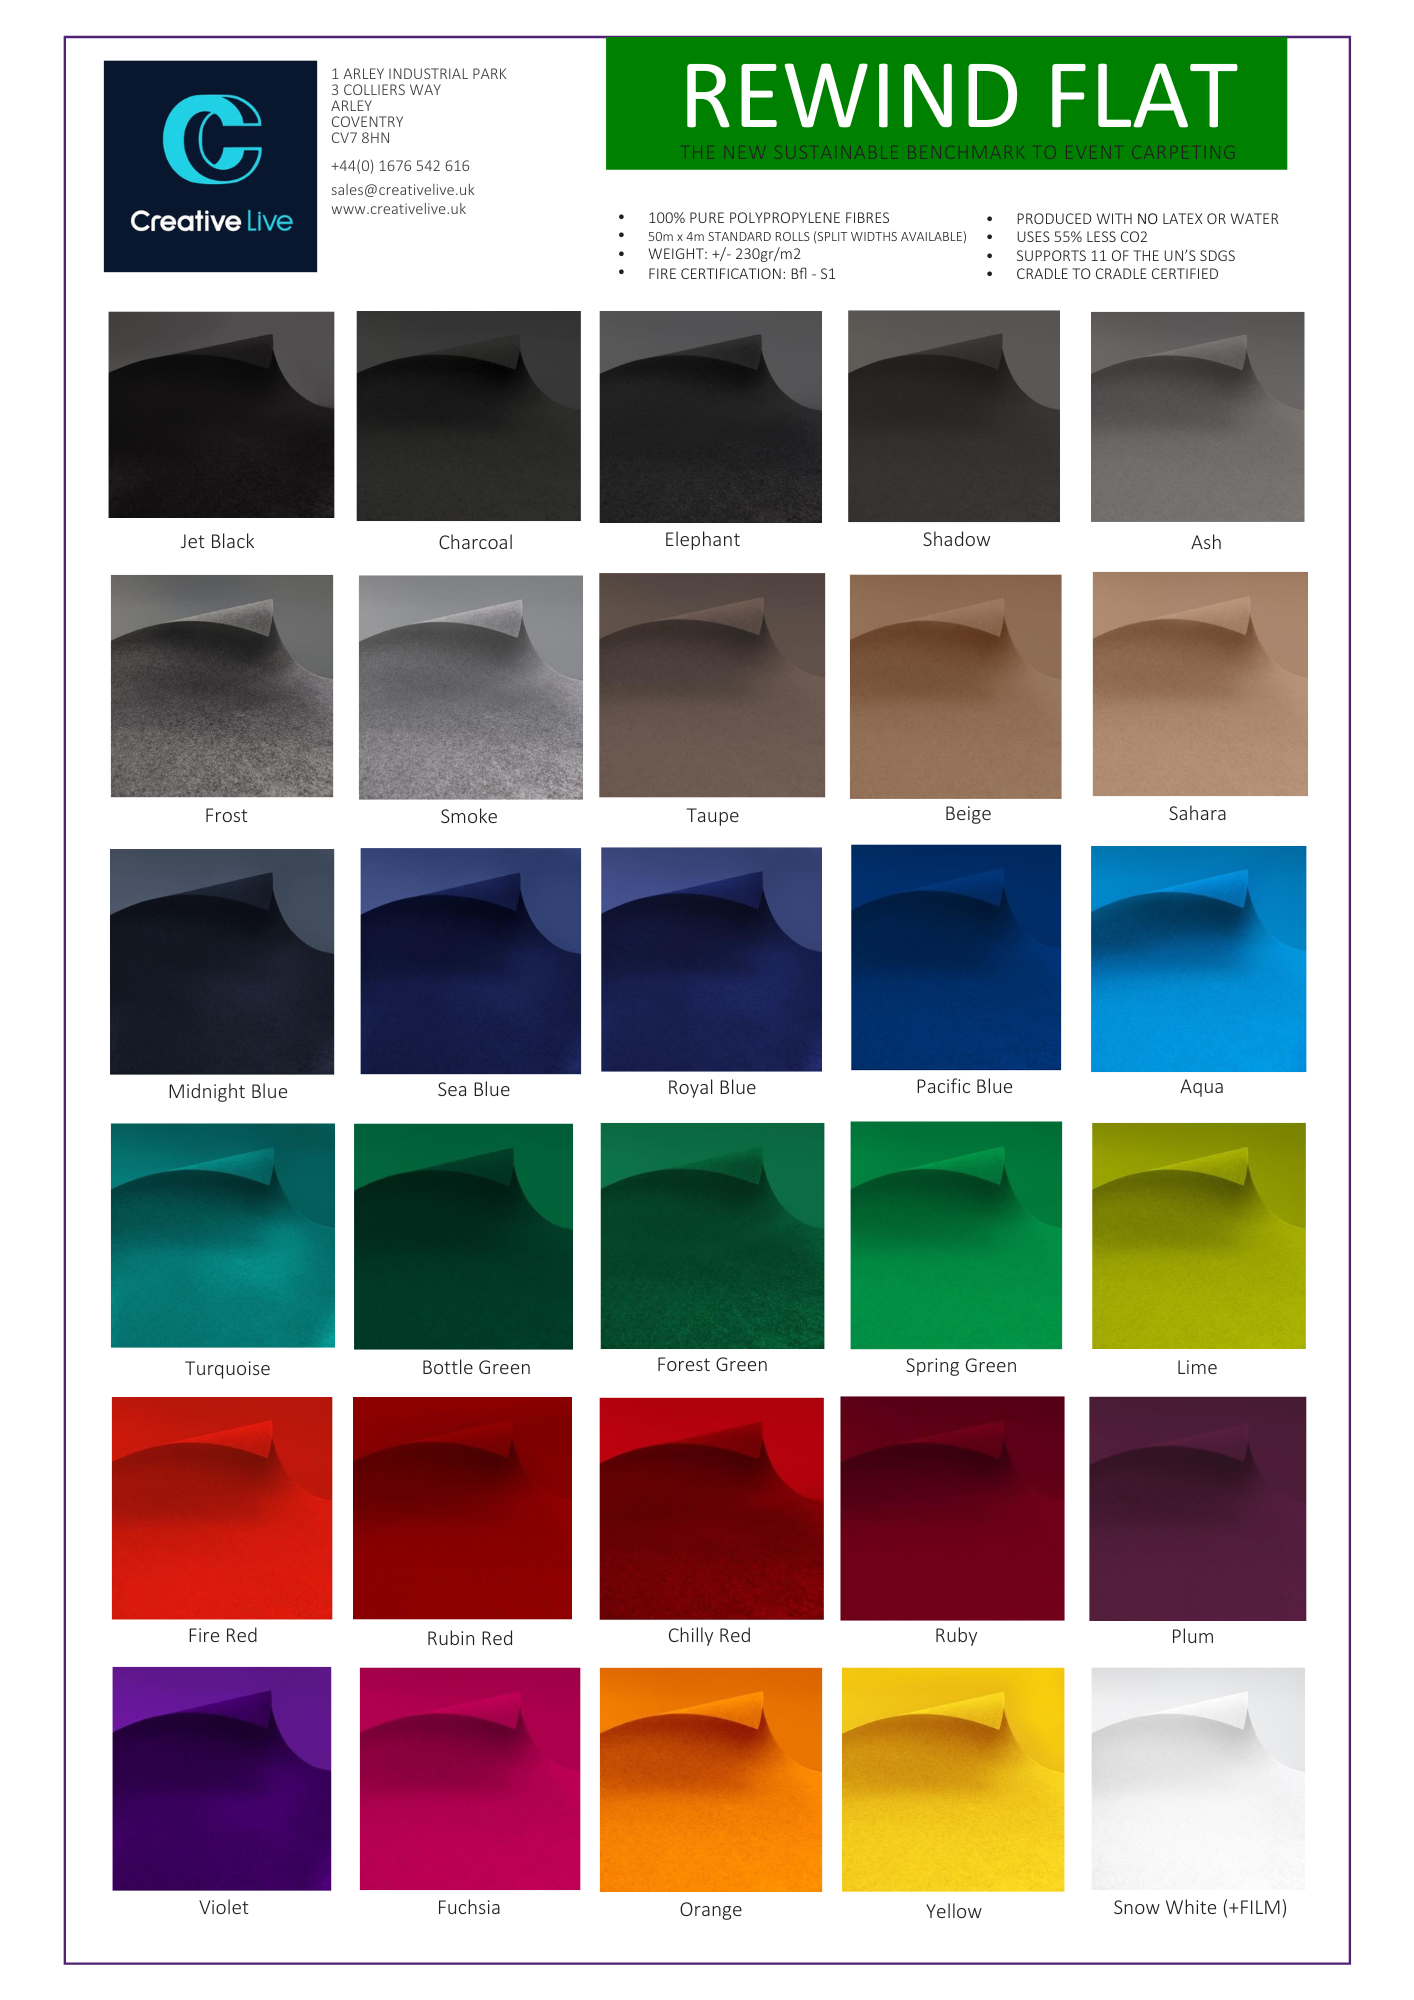 Creative Live
1 ARLEY INDUSTRIAL PARK
3 COLLIERS WAY
ARLEY
COVENTRY
CV7 8HN
+44(0) 1676 542 616
sales@creativelive.uk
www.creativelive.uk
REWIND FLAT
THE NEW SUSTAINABLE BENCHMARK TO EVENT CARPETING
• 100% PURE POLYPROPYLENE FIBRES
• 50m x 4m STANDARD ROLLS (SPLIT WIDTHS AVAILABLE)
• WEIGHT: +/- 230gr/m2
• FIRE CERTIFICATION: Bfl - S1
• PRODUCED WITH NO LATEX OR WATER
• USES 55% LESS CO2
• SUPPORTS 11 OF THE UN'S SDGS
• CRADLE TO CRADLE CERTIFIED
Jet Black
Charcoal
Elephant
Shadow
Ash
Frost
Smoke
Taupe
Beige
Sahara
Midnight Blue
Sea Blue
Royal Blue
Pacific Blue
Aqua
Turquoise
Bottle Green
Forest Green
Spring Green
Lime
Fire Red
Rubin Red
Chilly Red
Ruby
Plum
Violet
Fuchsia
Orange
Yellow
Snow White (+FILM)